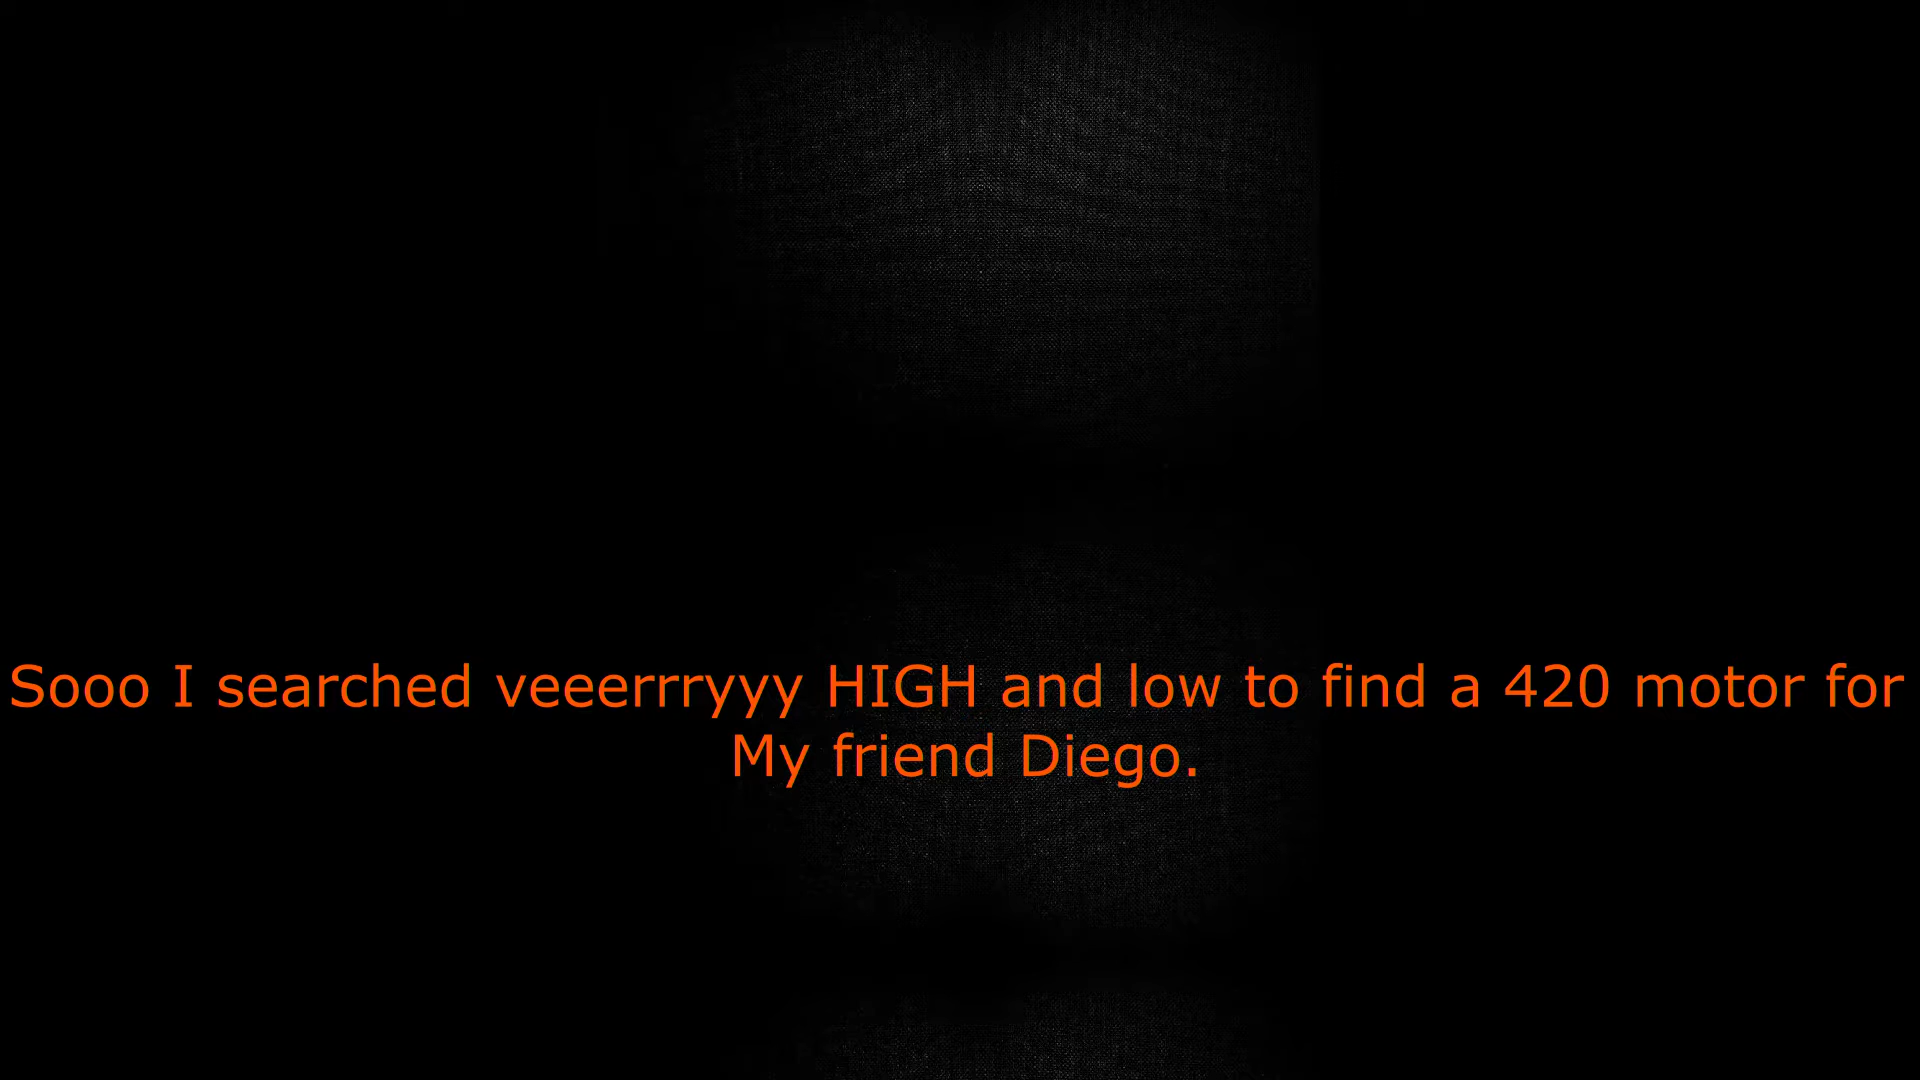 Sooo I searched veeerrryyy HIGH and low to find a 420 motor for
My friend Diego.